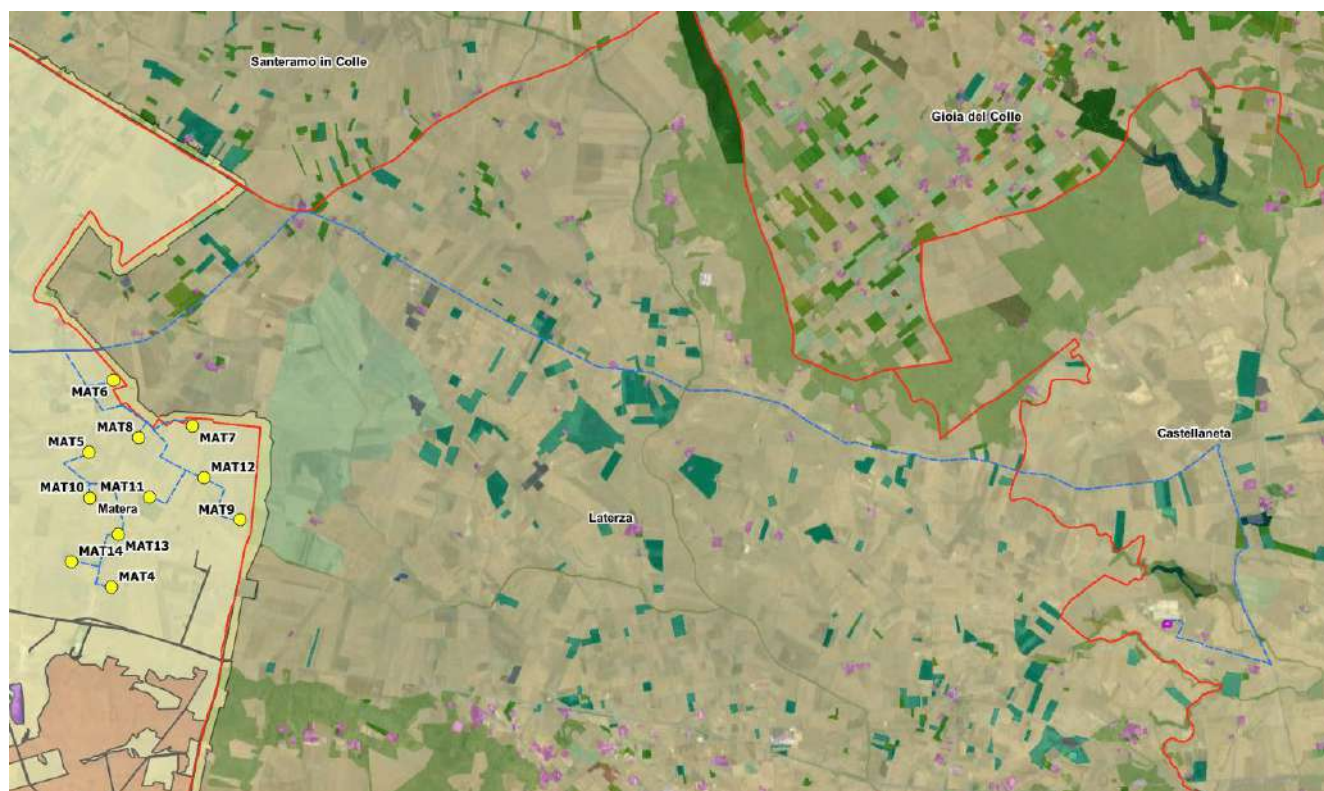 Santeramo in Colle
Gioia del Colle
MAT6
MAT8
MAT7
MAT5
Castellaneta
MAT12
MAT10
MAT11
Matera
MAT9
Laterza
MAT13
MAT14
MAT4